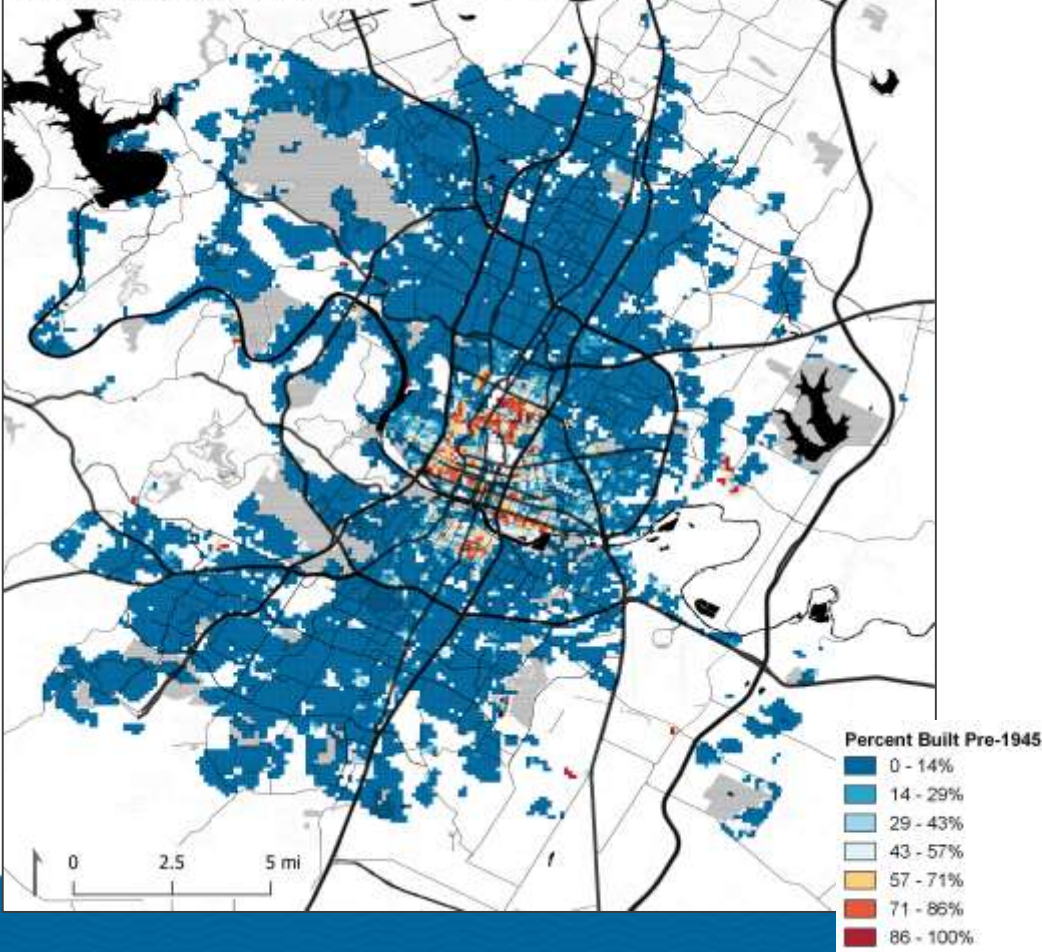 0 2.5 5 mi
Percent Built Pre-1945
0 - 14%
14 - 29%
29 - 43%
43 - 57%
57 - 71%
71 - 86%
86 - 100%